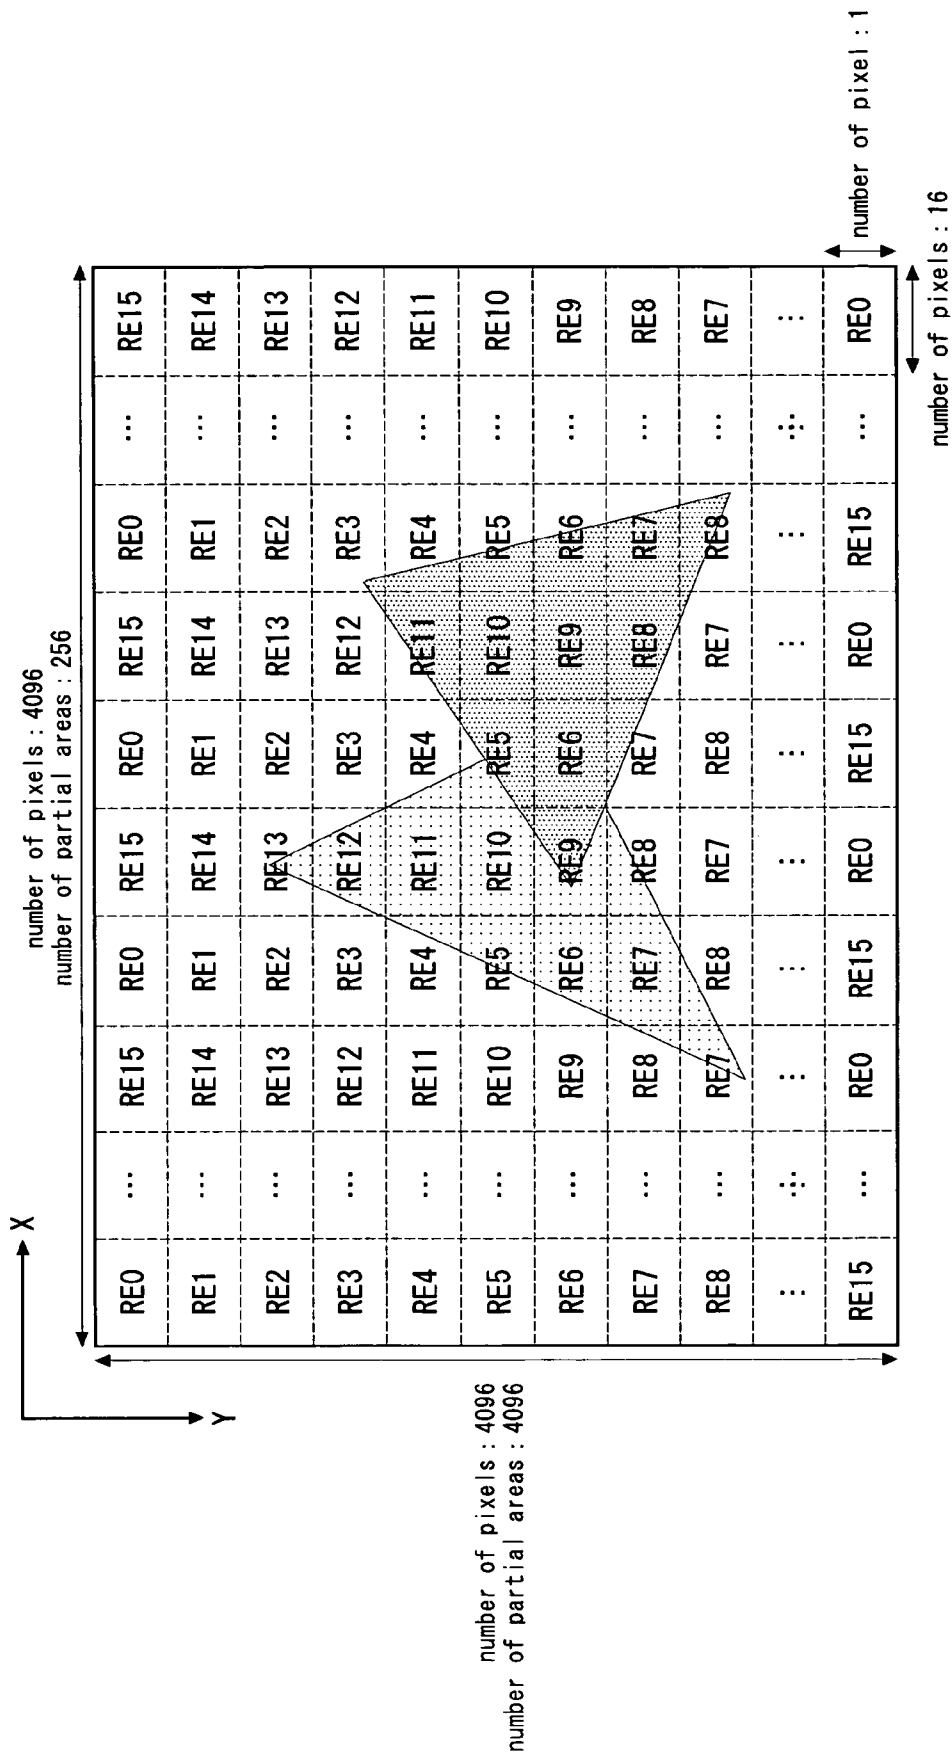 X
Y
number of pixels : 4096
number of partial areas : 256
number of pixels : 4096
number of partial areas : 4096
RE0 ... RE15 RE0 RE15 RE0 RE15 RE0 ... RE15
RE1 ... RE14 RE1 RE14 RE1 RE14 RE1 ... RE14
RE2 ... RE13 RE2 RE13 RE2 RE13 RE2 ... RE13
RE3 ... RE12 RE3 RE12 RE3 RE12 RE3 ... RE12
RE4 ... RE11 RE4 RE11 RE4 RE11 RE4 ... RE11
RE5 ... RE10 RE5 RE10 RE5 RE10 RE5 ... RE10
RE6 ... RE9 RE6 RE9 RE6 RE9 RE6 ... RE9
RE7 ... RE8 RE7 RE8 RE7 RE8 RE7 ... RE8
RE8 ... RE7 RE8 RE7 RE8 RE7 RE8 ... RE7
RE15 ... RE0 RE15 RE0 RE15 RE0 RE15 ... RE0
number of pixel : 1
number of pixels : 16